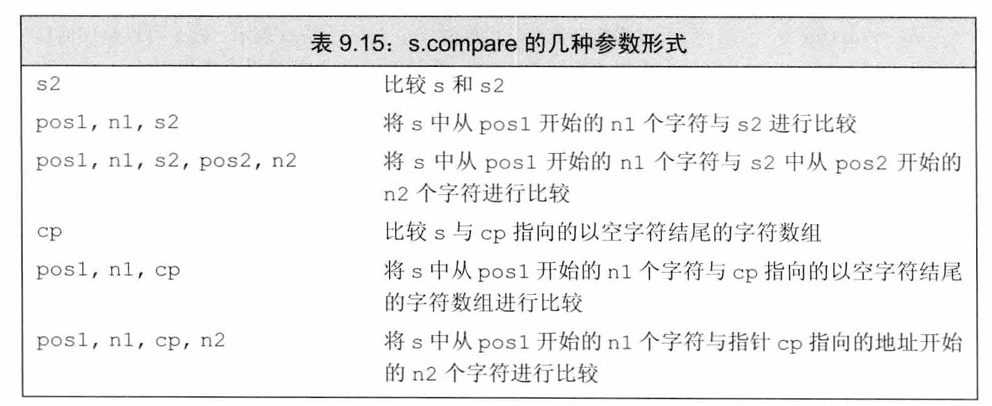 表 9.15：s.compare 的几种参数形式
s2 比较 s 和 s2
pos1, n1, s2 将 s 中从 pos1 开始的 n1 个字符与 s2 进行比较
pos1, n1, s2, pos2, n2 将 s 中从 pos1 开始的 n1 个字符与 s2 中从 pos2 开始的
n2 个字符进行比较
cp 比较 s 与 cp 指向的以空字符结尾的字符数组
pos1, n1, cp 将 s 中从 pos1 开始的 n1 个字符与 cp 指向的以空字符结尾
的字符数组进行比较
pos1, n1, cp, n2 将 s 中从 pos1 开始的 n1 个字符与指针 cp 指向的地址开始
的 n2 个字符进行比较